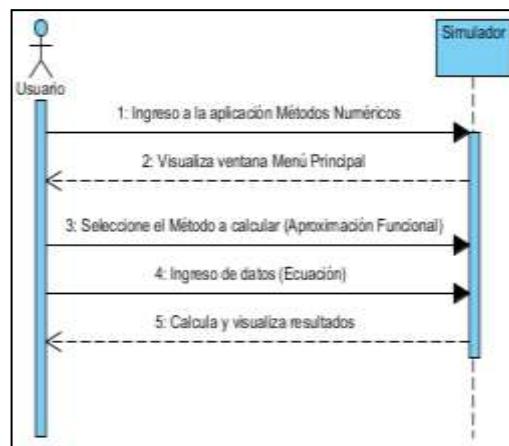 Simulador
Usuario
1: Ingreso a la aplicación Métodos Numéricos
2: Visualiza ventana Menú Principal
3: Seleccione el Método a calcular (Aproximación Funcional)
4: Ingreso de datos (Ecuación)
5: Calcula y visualiza resultados